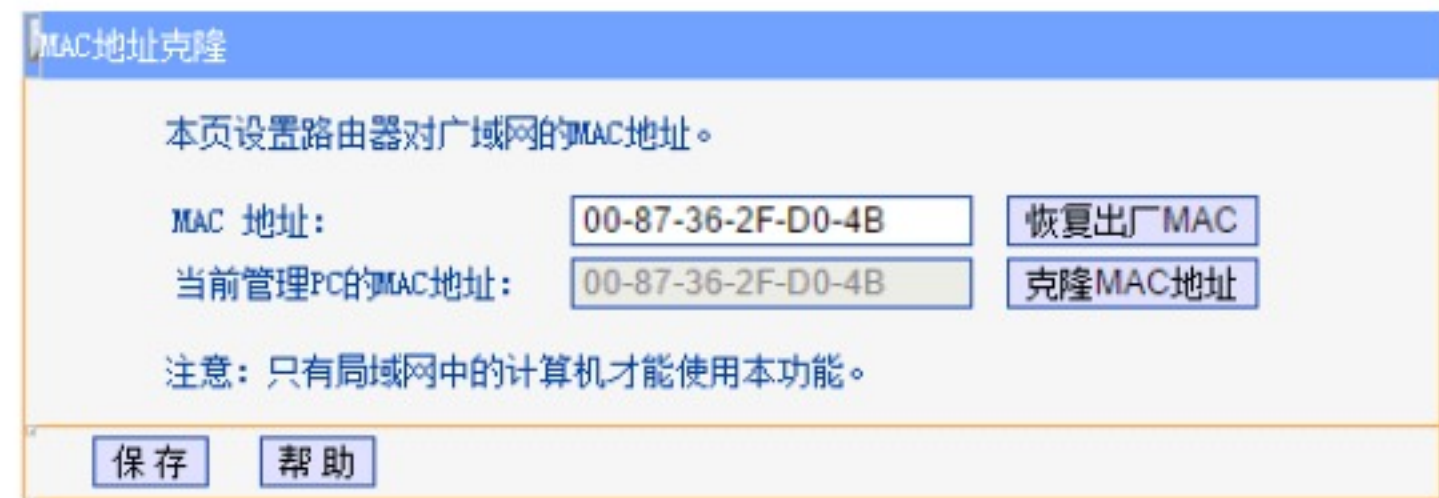 MAC地址克隆
本页设置路由器对广域网的MAC地址。
MAC 地址： 00-87-36-2F-D0-4B 恢复出厂MAC
当前管理PC的MAC地址： 00-87-36-2F-D0-4B 克隆MAC地址
注意：只有局域网中的计算机才能使用本功能。
保存 帮助